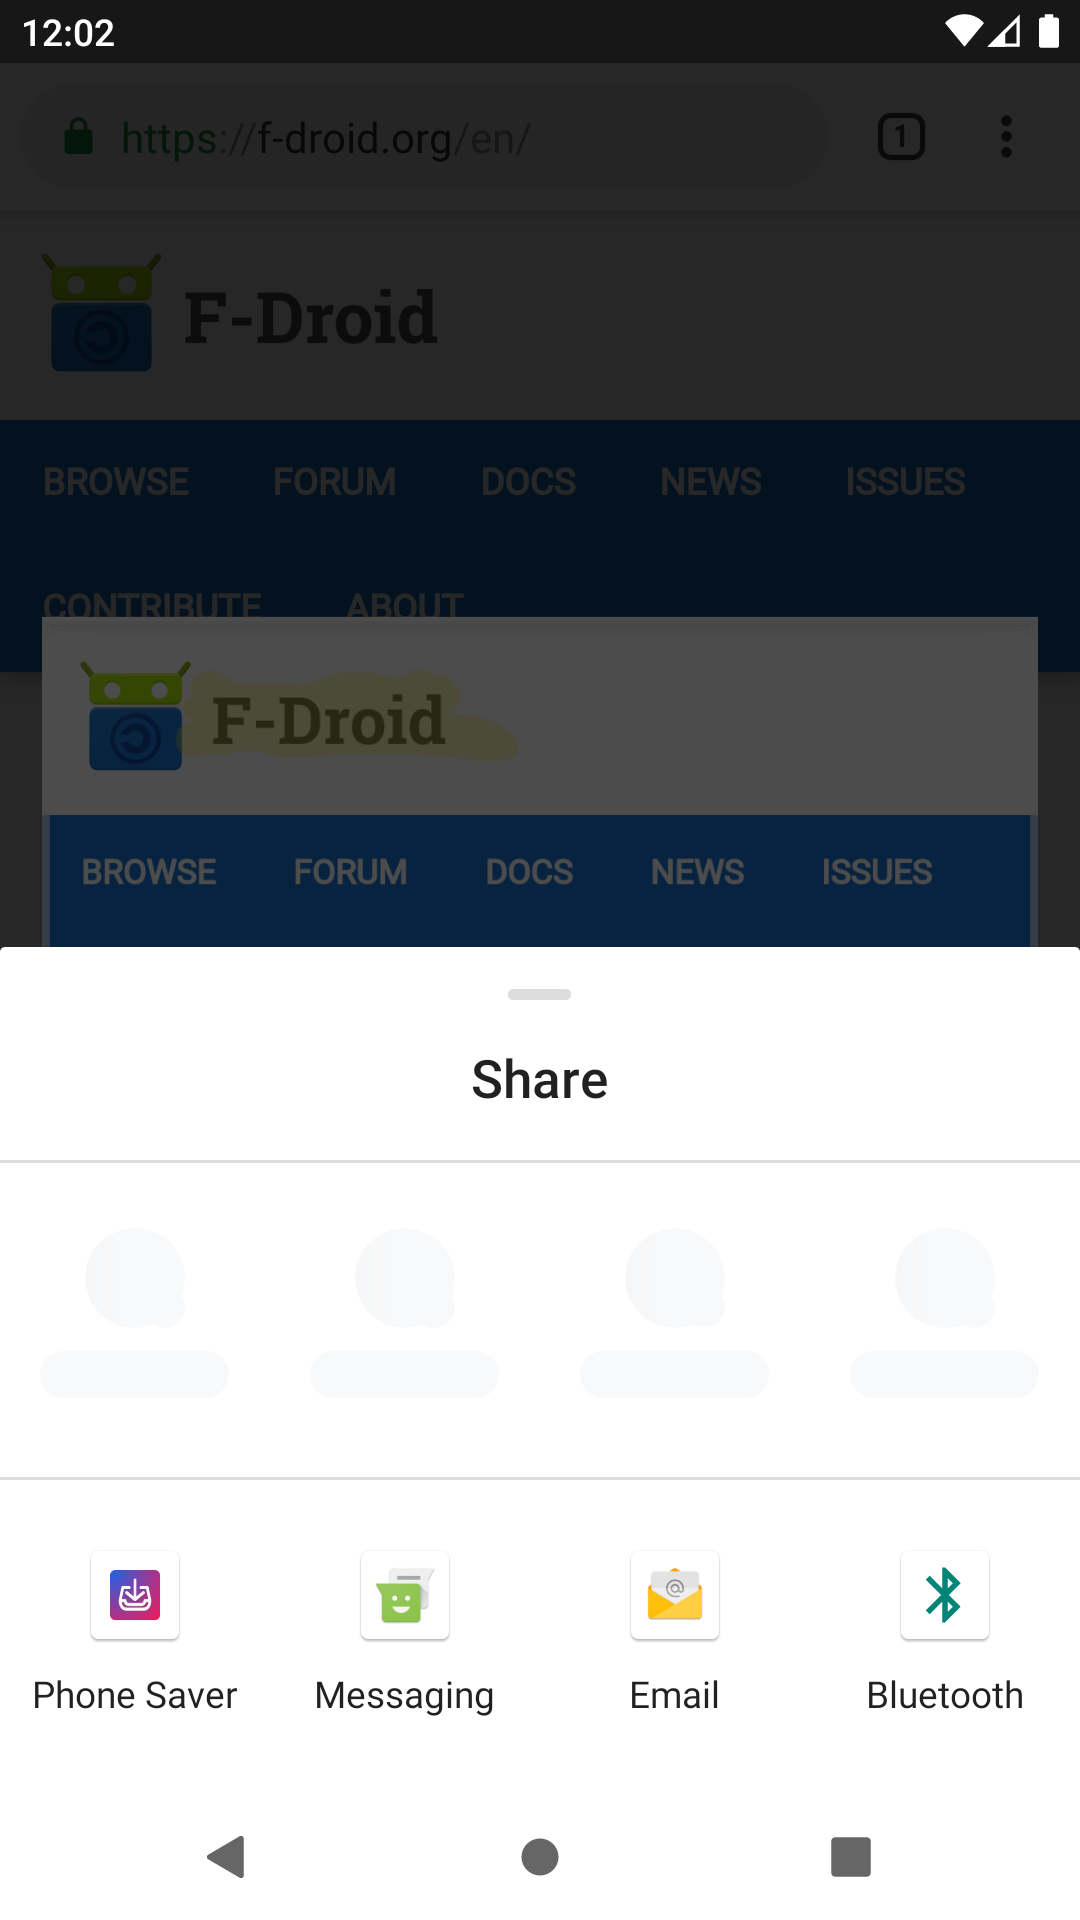 12:02
https://f-droid.org/en/
1
F-Droid
BROWSE FORUM DOCS NEWS ISSUES
CONTRIBUTE ABOUT
F-Droid
BROWSE FORUM DOCS NEWS ISSUES
Share
Phone Saver Messaging Email Bluetooth